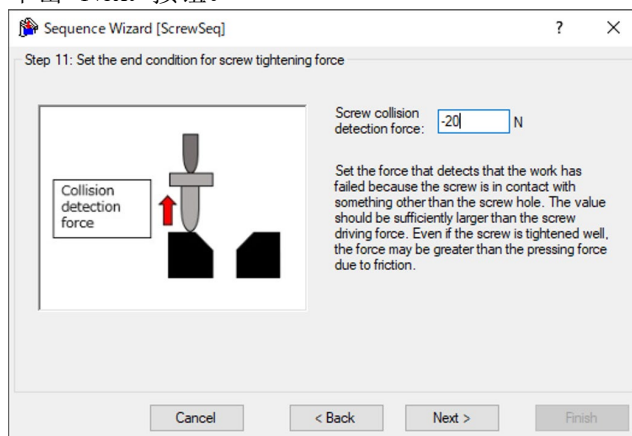 Sequence Wizard [ScrewSeq]
?
Step 11: Set the end condition for screw tightening force
Screw collision
detection force:
-20
N
Collision
detection
force
Set the force that detects that the work has
failed because the screw is in contact with
something other than the screw hole. The value
should be sufficiently larger than the screw
driving force. Even if the screw is tightened well,
the force may be greater than the pressing force
due to friction.
Cancel
< Back
Next >
Finish